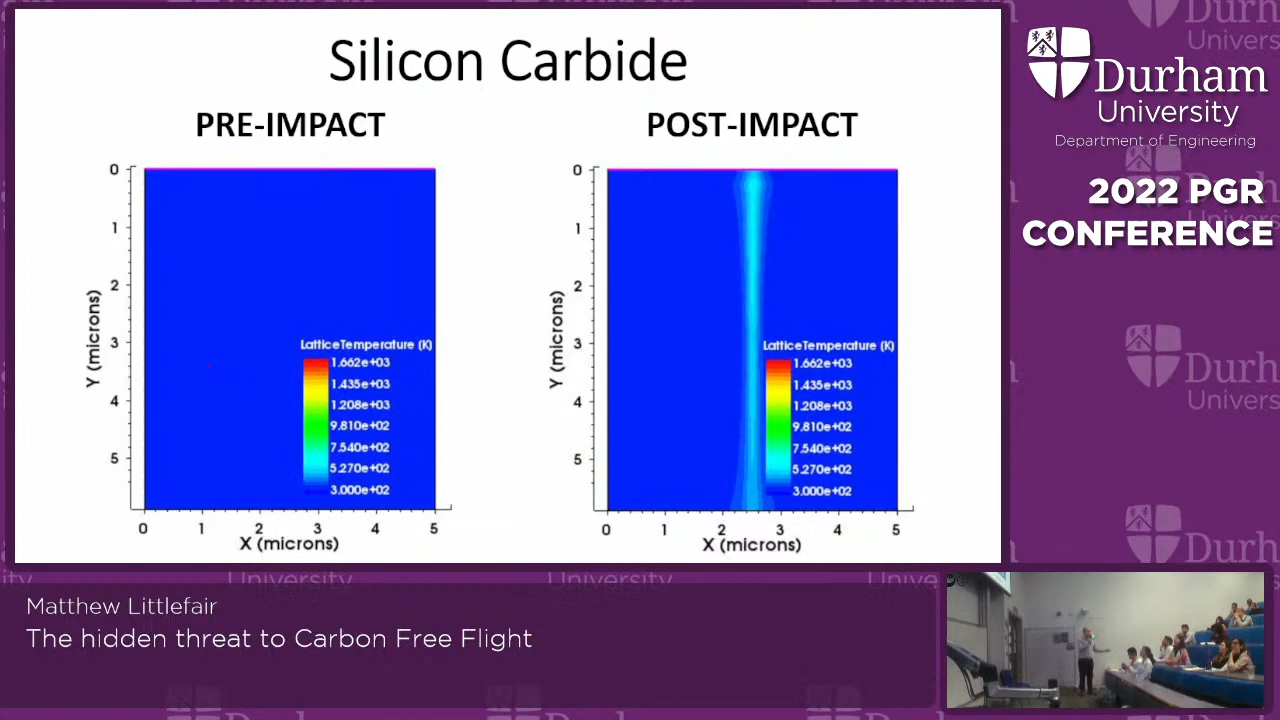 Silicon Carbide
PRE-IMPACT
0
1
2
3
4
5
Y (microns)
LatticeTemperature (K)
1.662e+03
1.435e+03
1.208e+03
9.810e+02
7.540e+02
5.270e+02
3.000e+02
0 1 2 3 4 5
X (microns)
POST-IMPACT
0
1
2
3
4
5
Y (microns)
LatticeTemperature (K)
1.662e+03
1.435e+03
1.208e+03
9.810e+02
7.540e+02
5.270e+02
3.000e+02
0 1 2 3 4 5
X (microns)
Durham
University
Department of Engineering
2022 PGR
CONFERENCE
Matthew Littlefair
The hidden threat to Carbon Free Flight